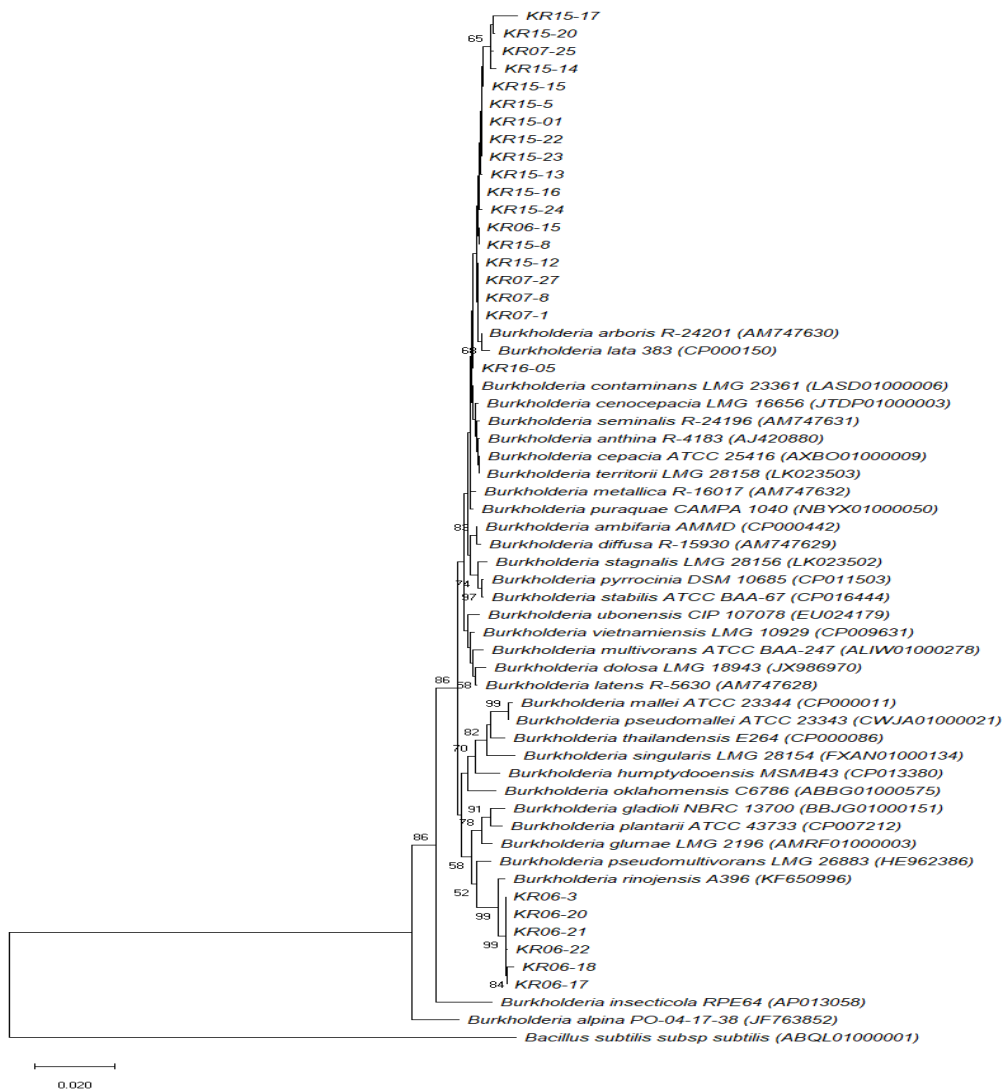 KR15-17
65
KR15-20
KR07-25
KR15-14
KR15-15
KR15-5
KR15-01
KR15-22
KR15-23
KR15-13
KR15-16
KR15-24
KR06-15
KR15-8
KR15-12
KR07-27
KR07-8
KR07-1
Burkholderia arboris R-24201 (AM747630)
68 Burkholderia lata 383 (CP000150)
KR16-05
Burkholderia contaminans LMG 23361 (LASD01000006)
Burkholderia cenocepacia LMG 16656 (JTDP01000003)
Burkholderia seminalis R-24196 (AM747631)
Burkholderia anthina R-4183 (AJ420880)
Burkholderia cepacia ATCC 25416 (AXBO01000009)
Burkholderia territorii LMG 28158 (LK023503)
Burkholderia metallica R-16017 (AM747632)
Burkholderia puraquae CAMPA 1040 (NBYX01000050)
83 Burkholderia ambifaria AMMD (CP000442)
Burkholderia diffusa R-15930 (AM747629)
Burkholderia stagnalis LMG 28156 (LK023502)
74 Burkholderia pyrrocinia DSM 10685 (CP011503)
97 Burkholderia stabilis ATCC BAA-67 (CP016444)
Burkholderia ubonensis CIP 107078 (EU024179)
Burkholderia vietnamiensis LMG 10929 (CP009631)
Burkholderia multivorans ATCC BAA-247 (ALIW01000278)
Burkholderia dolosa LMG 18943 (JX986970)
86 58 Burkholderia latens R-5630 (AM747628)
99 Burkholderia mallei ATCC 23344 (CP000011)
Burkholderia pseudomallei ATCC 23343 (CWJA01000021)
82 Burkholderia thailandensis E264 (CP000086)
70 Burkholderia singularis LMG 28154 (FXAN01000134)
Burkholderia humptydooensis MSMB43 (CP013380)
Burkholderia oklahomensis C6786 (ABBG01000575)
91 Burkholderia gladioli NBRC 13700 (BBJG01000151)
78 Burkholderia plantarii ATCC 43733 (CP007212)
86 Burkholderia glumae LMG 2196 (AMRF01000003)
58 Burkholderia pseudomultivorans LMG 26883 (HE962386)
Burkholderia rinojensis A396 (KF650996)
52
KR06-3
99 KR06-20
KR06-21
99 KR06-22
KR06-18
84 KR06-17
Burkholderia insecticola RPE64 (AP013058)
Burkholderia alpina PO-04-17-38 (JF763852)
Bacillus subtilis subsp subtilis (ABQL01000001)
0.020